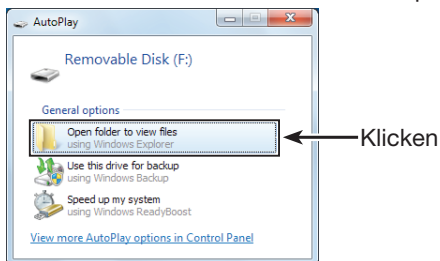 AutoPlay
Removable Disk (F:)
General options
Open folder to view files
using Windows Explorer
Klicken
Use this drive for backup
using Windows Backup
Speed up my system
using Windows ReadyBoost
View more AutoPlay options in Control Panel